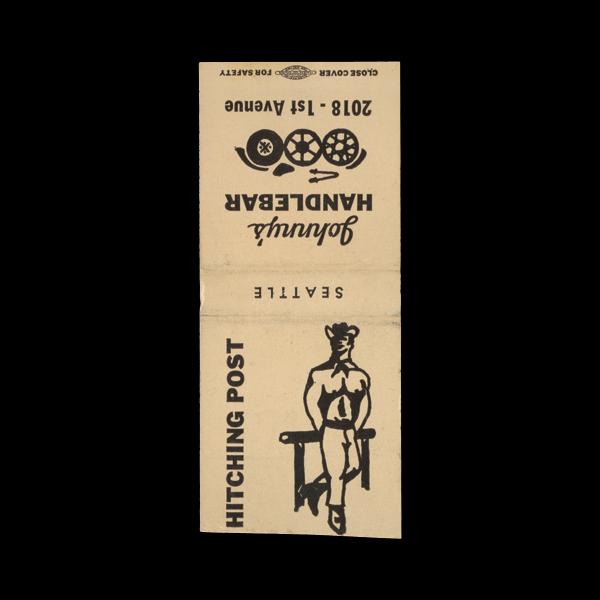 HITCHING POST
SEATTLE
Johnny's
HANDLEBAR
2018 - 1st Avenue
CLOSE COVER FOR SAFETY